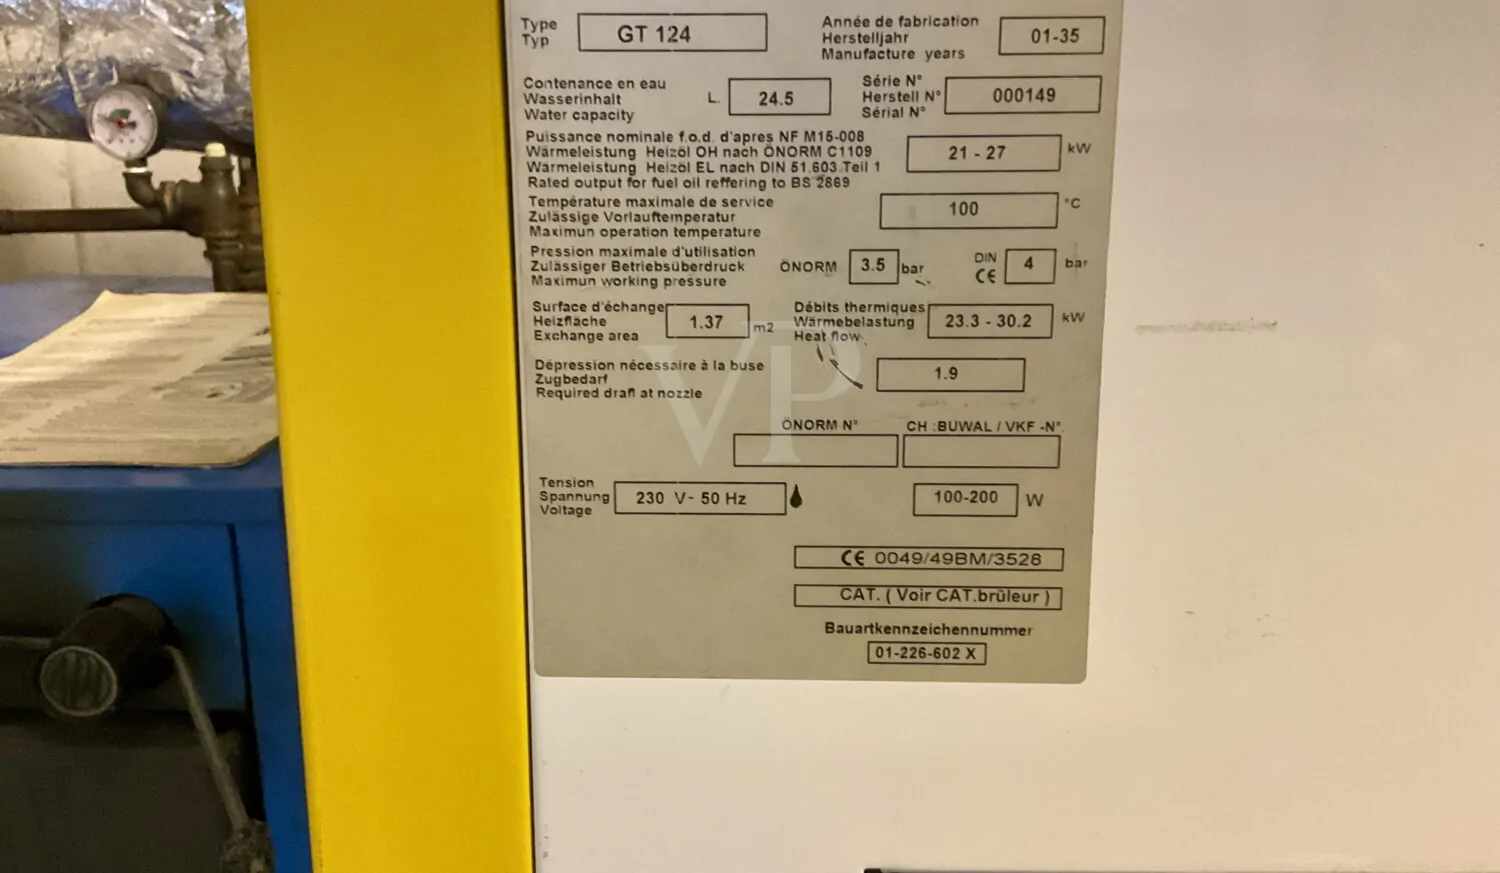 Type
Typ
GT 124
Année de fabrication
Herstelljahr
Manufacture years
01-35
Contenance en eau
Wasserinhalt
Water capacity
L.
24.5
Série N°
Herstell N°
Sérial N°
000149
Puissance nominale f.o.d. d'apres NF M15-008
Wärmeleistung Heizöl OH nach ÖNORM C1109
Wärmeleistung Heizöl EL nach DIN 51.603.Teil 1
Rated output for fuel oil reffering to BS 2869
21 - 27
kW
Température maximale de service
Zulässige Vorlauftemperatur
Maximun operation temperature
100
°C
Pression maximale d'utilisation
Zulässiger Betriebsüberdruck
Maximun working pressure
ÖNORM
3.5
bar
DIN
CE
4
bar
Surface d'échange
Heizfläche
Exchange area
1.37
m2
Débits thermiques
Wärmebelastung
Heat flow
23.3 - 30.2
kW
Dépression nécessaire à la buse
Zugbedarf
Required drafl at nozzle
1.9
VP
ÖNORM N°
CH :BUWAL / VKF -N°.
Tension
Spannung
Voltage
230 V~ 50 Hz
100-200
W
CE 0049/49BM/3528
CAT. ( Voir CAT.brûleur )
Bauartkennzeichennummer
01-226-602 X